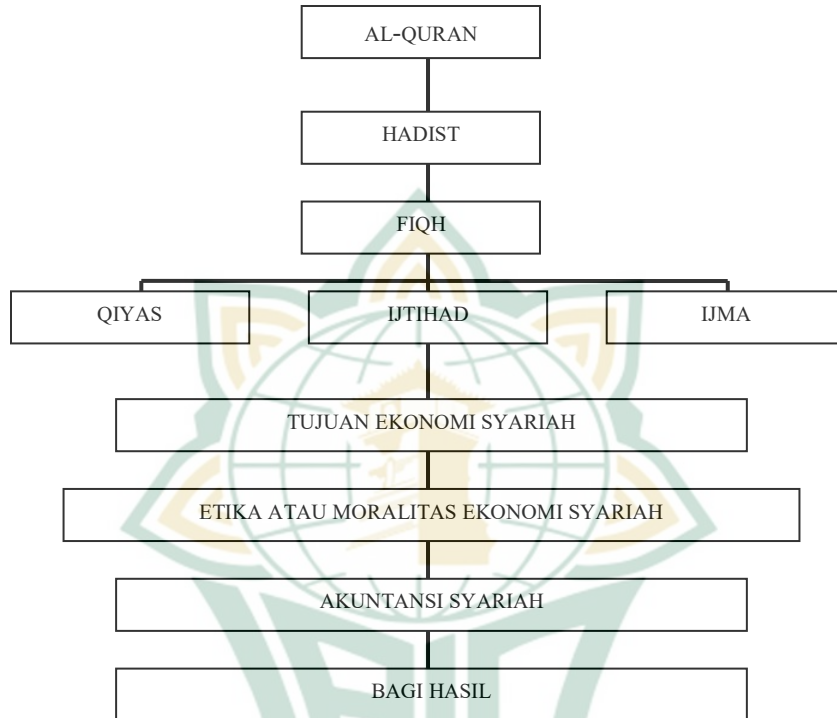 AL-QURAN
HADIST
FIQH
QIYAS
IJTIHAD
IJMA
TUJUAN EKONOMI SYARIAH
ETIKA ATAU MORALITAS EKONOMI SYARIAH
AKUNTANSI SYARIAH
BAGI HASIL